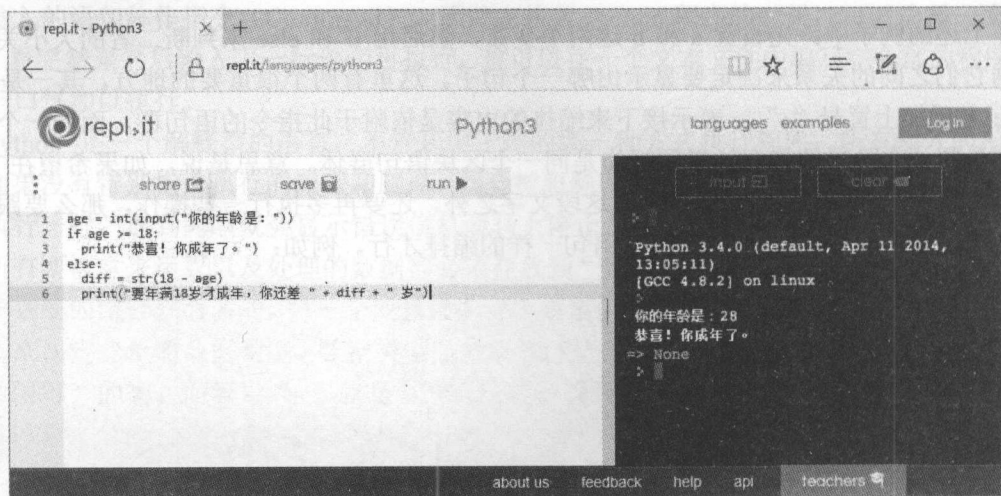 repl.it - Python3
repl.it/languages/python3
repl.it
Python3
languages examples
Log in
share save run
input clear
1 age = int(input("你的年龄是: "))
2 if age >= 18:
3 print("恭喜! 你成年了。")
4 else:
5 diff = str(18 - age)
6 print("要年满18岁才成年，你还差 " + diff + " 岁")
Python 3.4.0 (default, Apr 11 2014,
13:05:11)
[GCC 4.8.2] on linux
你的年龄是：28
恭喜! 你成年了。
=> None
about us feedback help api teachers